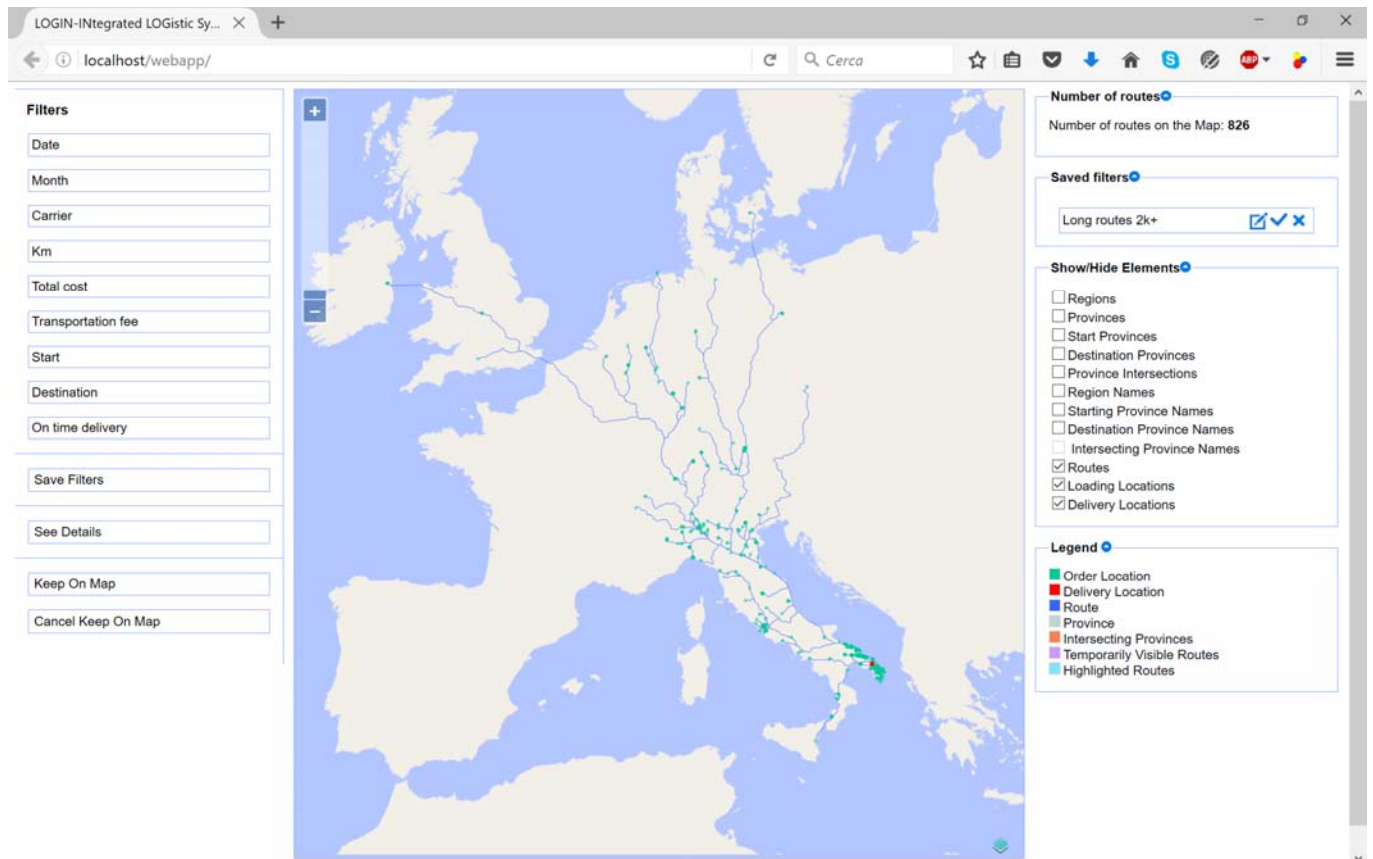 LOGIN-INtegrated LOGistic Sy...
localhost/webapp/
Cerca
ABP
Filters
Date
Month
Carrier
Km
Total cost
Transportation fee
Start
Destination
On time delivery
Save Filters
See Details
Keep On Map
Cancel Keep On Map
+
−
Number of routes
Number of routes on the Map: 826
Saved filters
Long routes 2k+
Show/Hide Elements
Regions
Provinces
Start Provinces
Destination Provinces
Province Intersections
Region Names
Starting Province Names
Destination Province Names
Intersecting Province Names
Routes
Loading Locations
Delivery Locations
Legend
Order Location
Delivery Location
Route
Province
Intersecting Provinces
Temporarily Visible Routes
Highlighted Routes